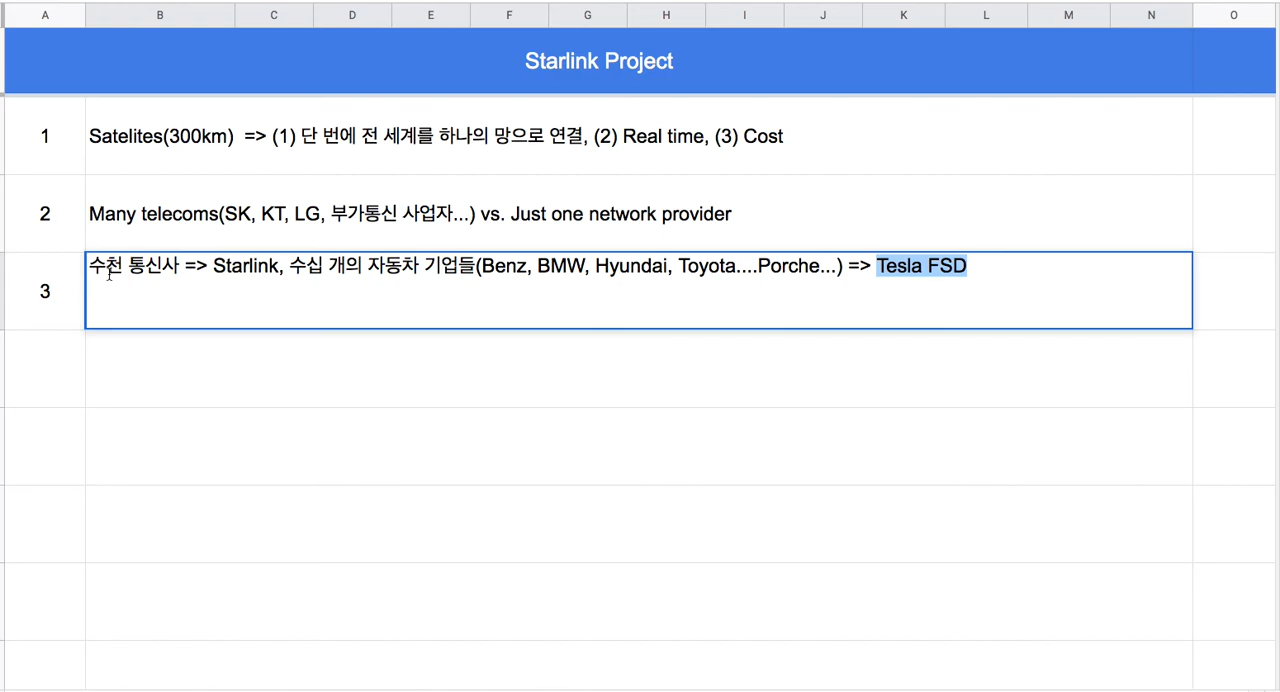 A B C D E F G H I J K L M N O
Starlink Project
1 Satelites(300km) => (1) 단 번에 전 세계를 하나의 망으로 연결, (2) Real time, (3) Cost
2 Many telecoms(SK, KT, LG, 부가통신 사업자...) vs. Just one network provider
3 수천 통신사 => Starlink, 수십 개의 자동차 기업들(Benz, BMW, Hyundai, Toyota....Porche...) => Tesla FSD